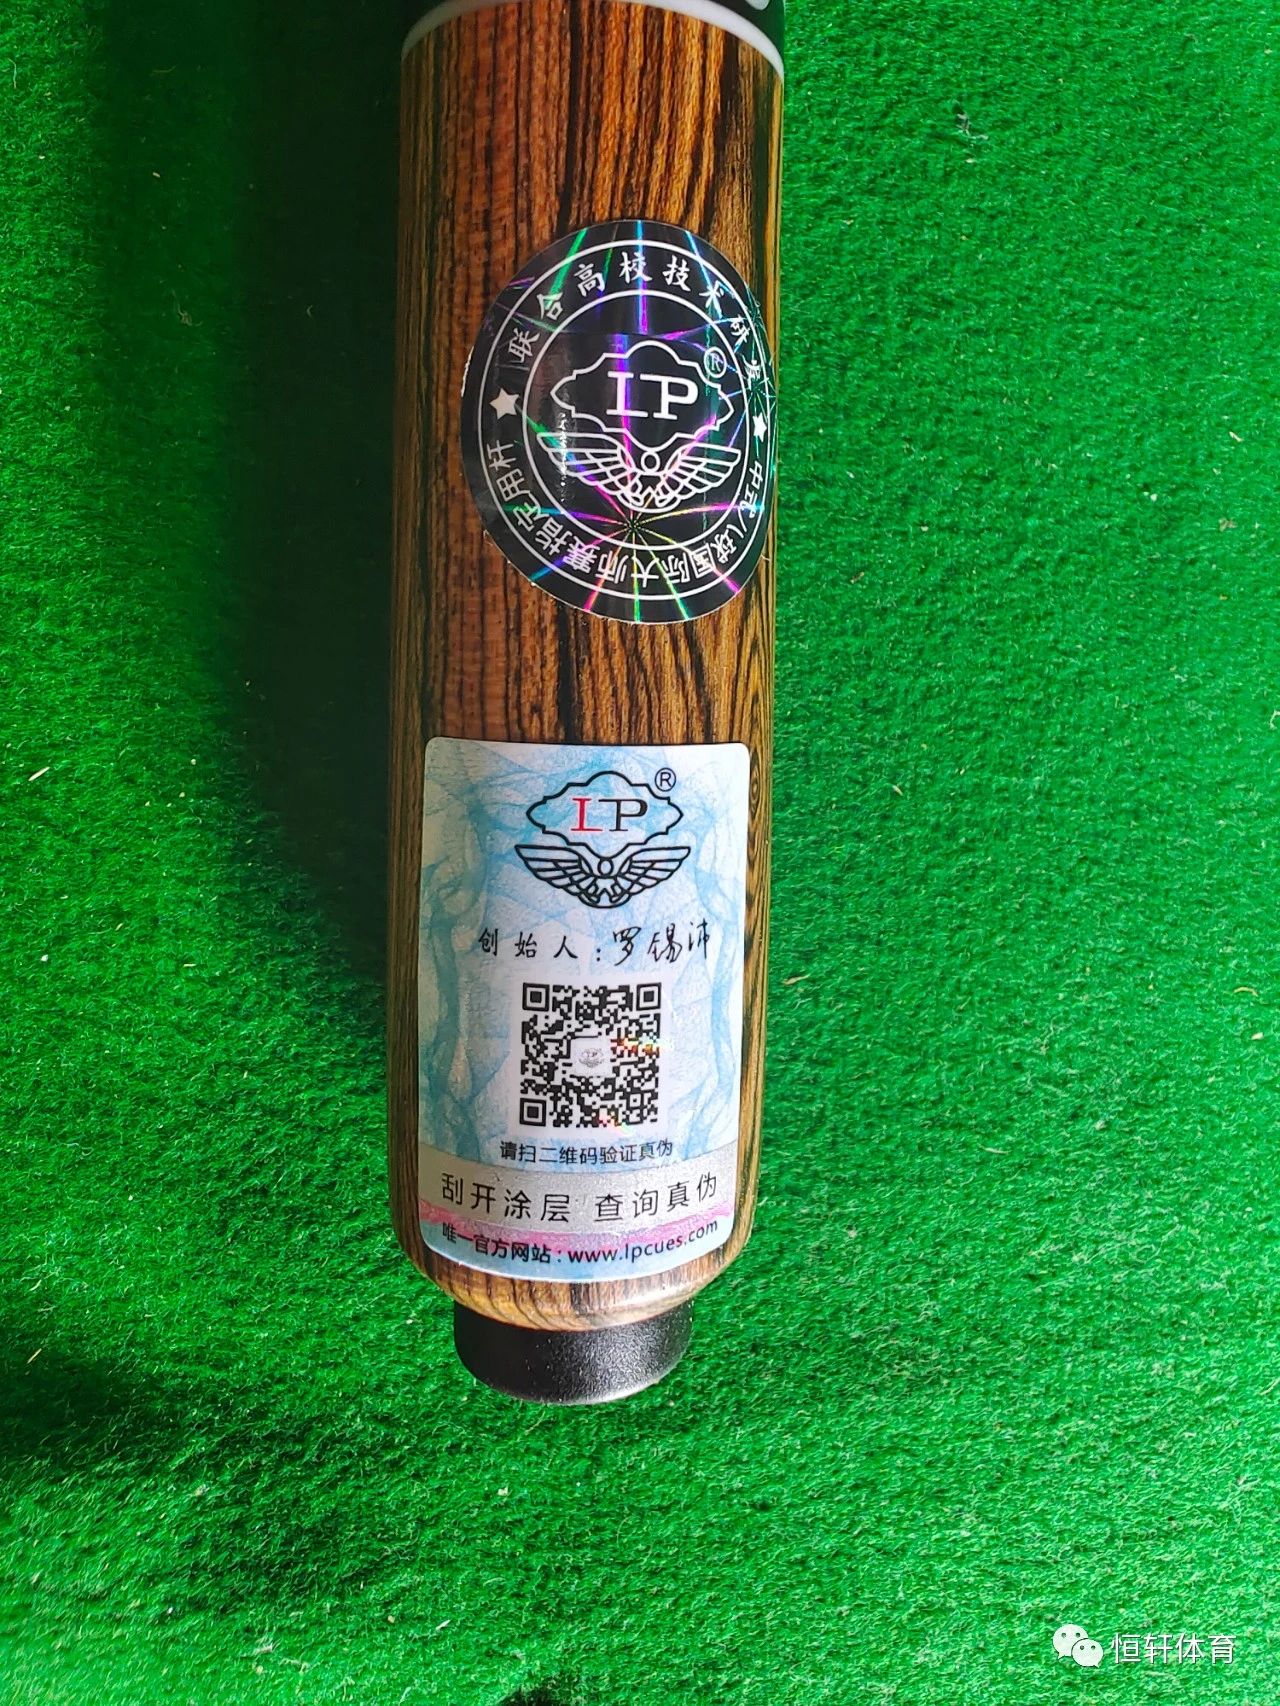 联合高校技术研发
LP®
中式八球国际大师赛指定用杆
LP®
创始人:罗锡沛
请扫二维码验证真伪
刮开涂层 查询真伪
唯一官方网站:www.lpcues.com
恒轩体育